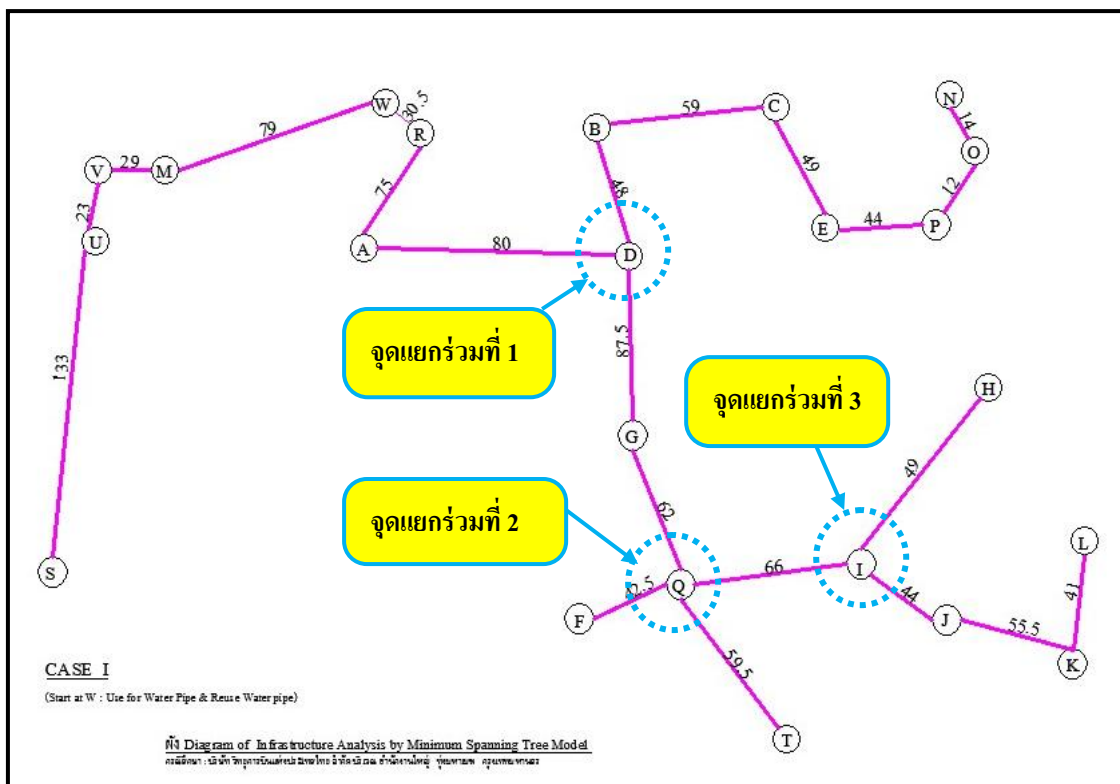 W
30.5
R
79
V
29
M
23
U
133
S
75
A
80
B
59
C
48
D
49
E
44
P
12
O
14
N
87.5
G
62
Q
F
59.5
T
66
I
49
H
44
J
55.5
K
41
L
จุดแยกร่วมที่ 1
จุดแยกร่วมที่ 2
จุดแยกร่วมที่ 3
CASE I
(Start at W : Use for Water Pipe & Reuse Water pipe)
ผัง Diagram of Infrastructure Analysis by Minimum Spanning Tree Model